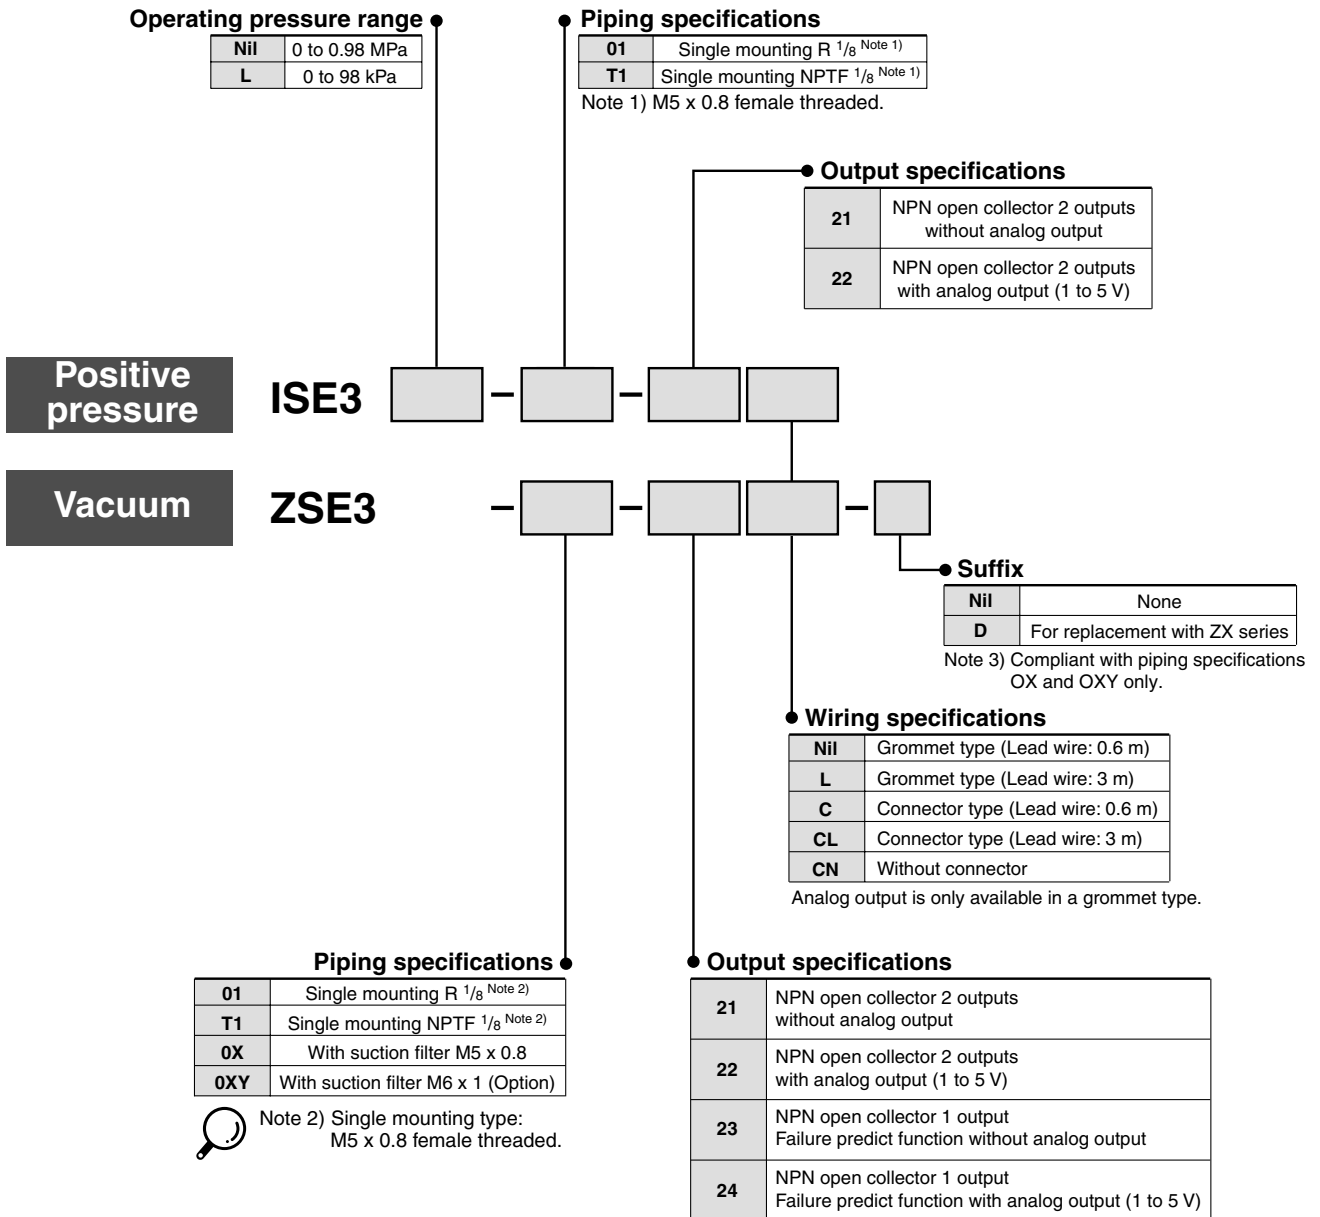 Operating pressure range
Nil 0 to 0.98 MPa
L 0 to 98 kPa
Piping specifications
01 Single mounting R 1/8 Note 1)
T1 Single mounting NPTF 1/8 Note 1)
Note 1) M5 x 0.8 female threaded.
Output specifications
21 NPN open collector 2 outputs
without analog output
22 NPN open collector 2 outputs
with analog output (1 to 5 V)
Positive
pressure
ISE3 – –
Vacuum
ZSE3 – – –
Suffix
Nil None
D For replacement with ZX series
Note 3) Compliant with piping specifications
OX and OXY only.
Wiring specifications
Nil Grommet type (Lead wire: 0.6 m)
L Grommet type (Lead wire: 3 m)
C Connector type (Lead wire: 0.6 m)
CL Connector type (Lead wire: 3 m)
CN Without connector
Analog output is only available in a grommet type.
Piping specifications
01 Single mounting R 1/8 Note 2)
T1 Single mounting NPTF 1/8 Note 2)
0X With suction filter M5 x 0.8
0XY With suction filter M6 x 1 (Option)
Note 2) Single mounting type:
M5 x 0.8 female threaded.
Output specifications
21 NPN open collector 2 outputs
without analog output
22 NPN open collector 2 outputs
with analog output (1 to 5 V)
23 NPN open collector 1 output
Failure predict function without analog output
24 NPN open collector 1 output
Failure predict function with analog output (1 to 5 V)